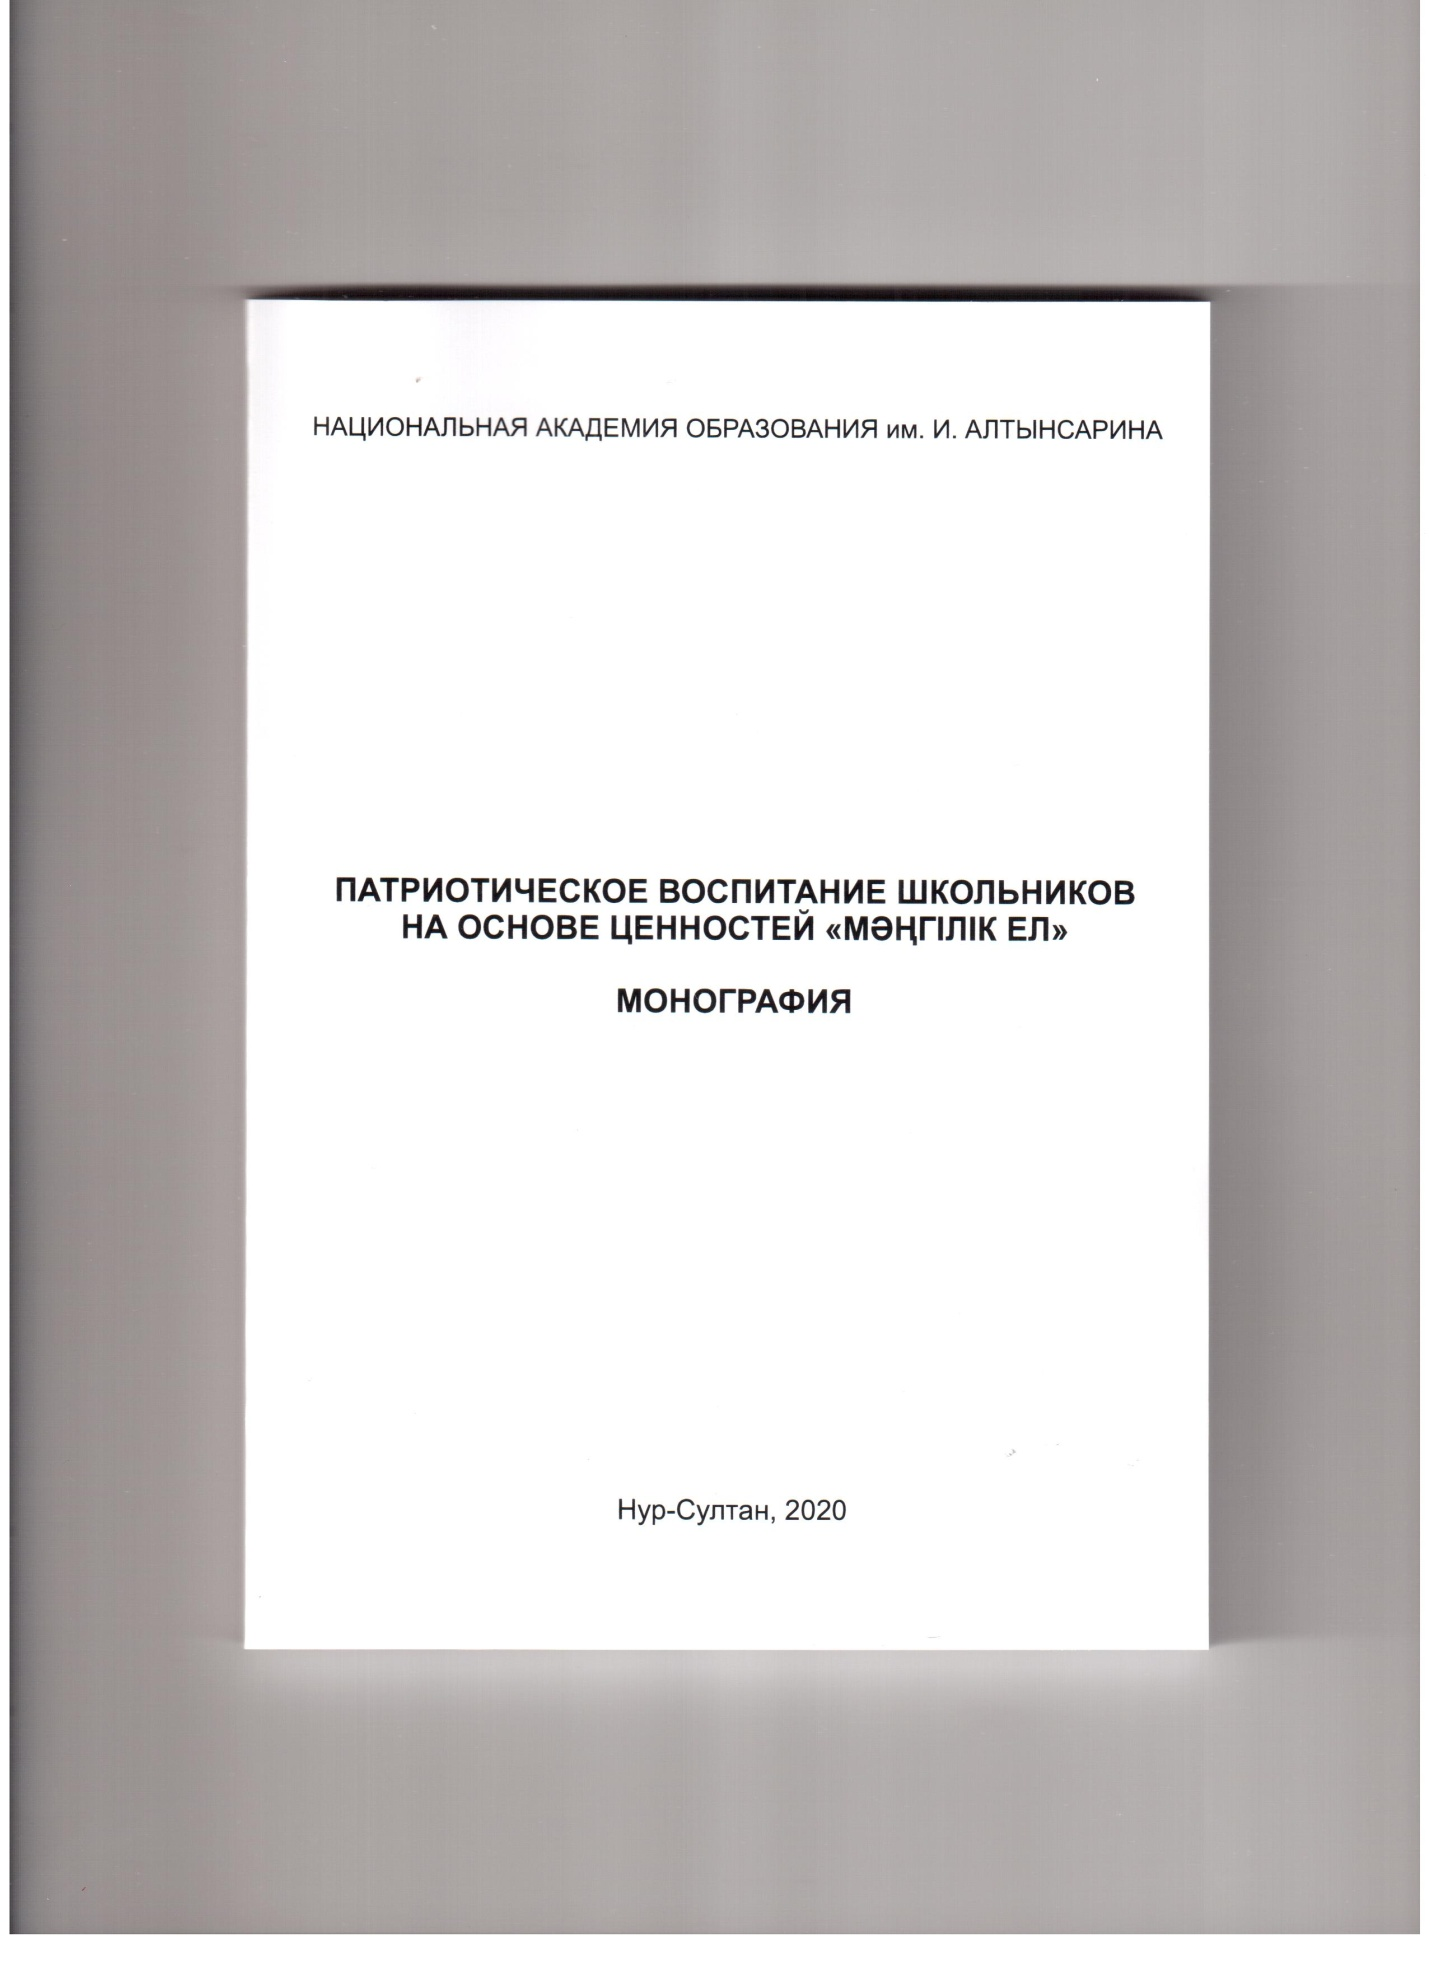 НАЦИОНАЛЬНАЯ АКАДЕМИЯ ОБРАЗОВАНИЯ им. И. АЛТЫНСАРИНА
ПАТРИОТИЧЕСКОЕ ВОСПИТАНИЕ ШКОЛЬНИКОВ
НА ОСНОВЕ ЦЕННОСТЕЙ «МӘҢГІЛІК ЕЛ»
МОНОГРАФИЯ
Нур-Султан, 2020